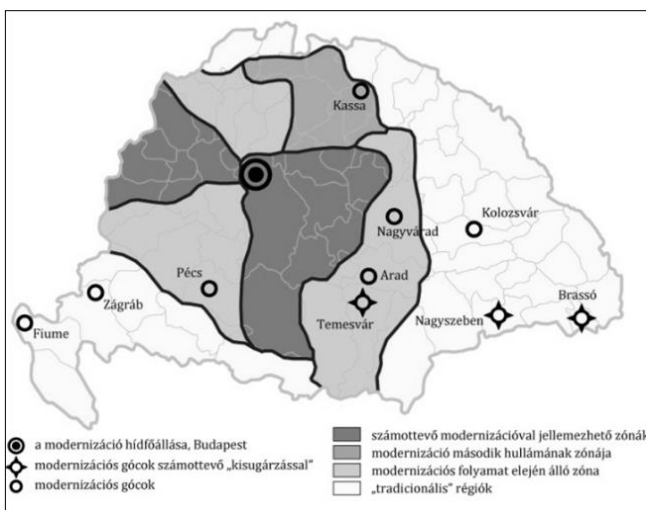 Kassa
Kolozsvár
Nagyvárad
Pécs
Arad
Zágráb
Brassó
Temesvár
Nagyszeben
Fiume
a modernizáció hídfőállása, Budapest
modernizációs gócok számottevő „kisugárzással”
modernizációs gócok
számottevő modernizációval jellemezhető zónák
modernizáció második hullámának zónája
modernizációs folyamat elején álló zóna
„tradicionális” régiók